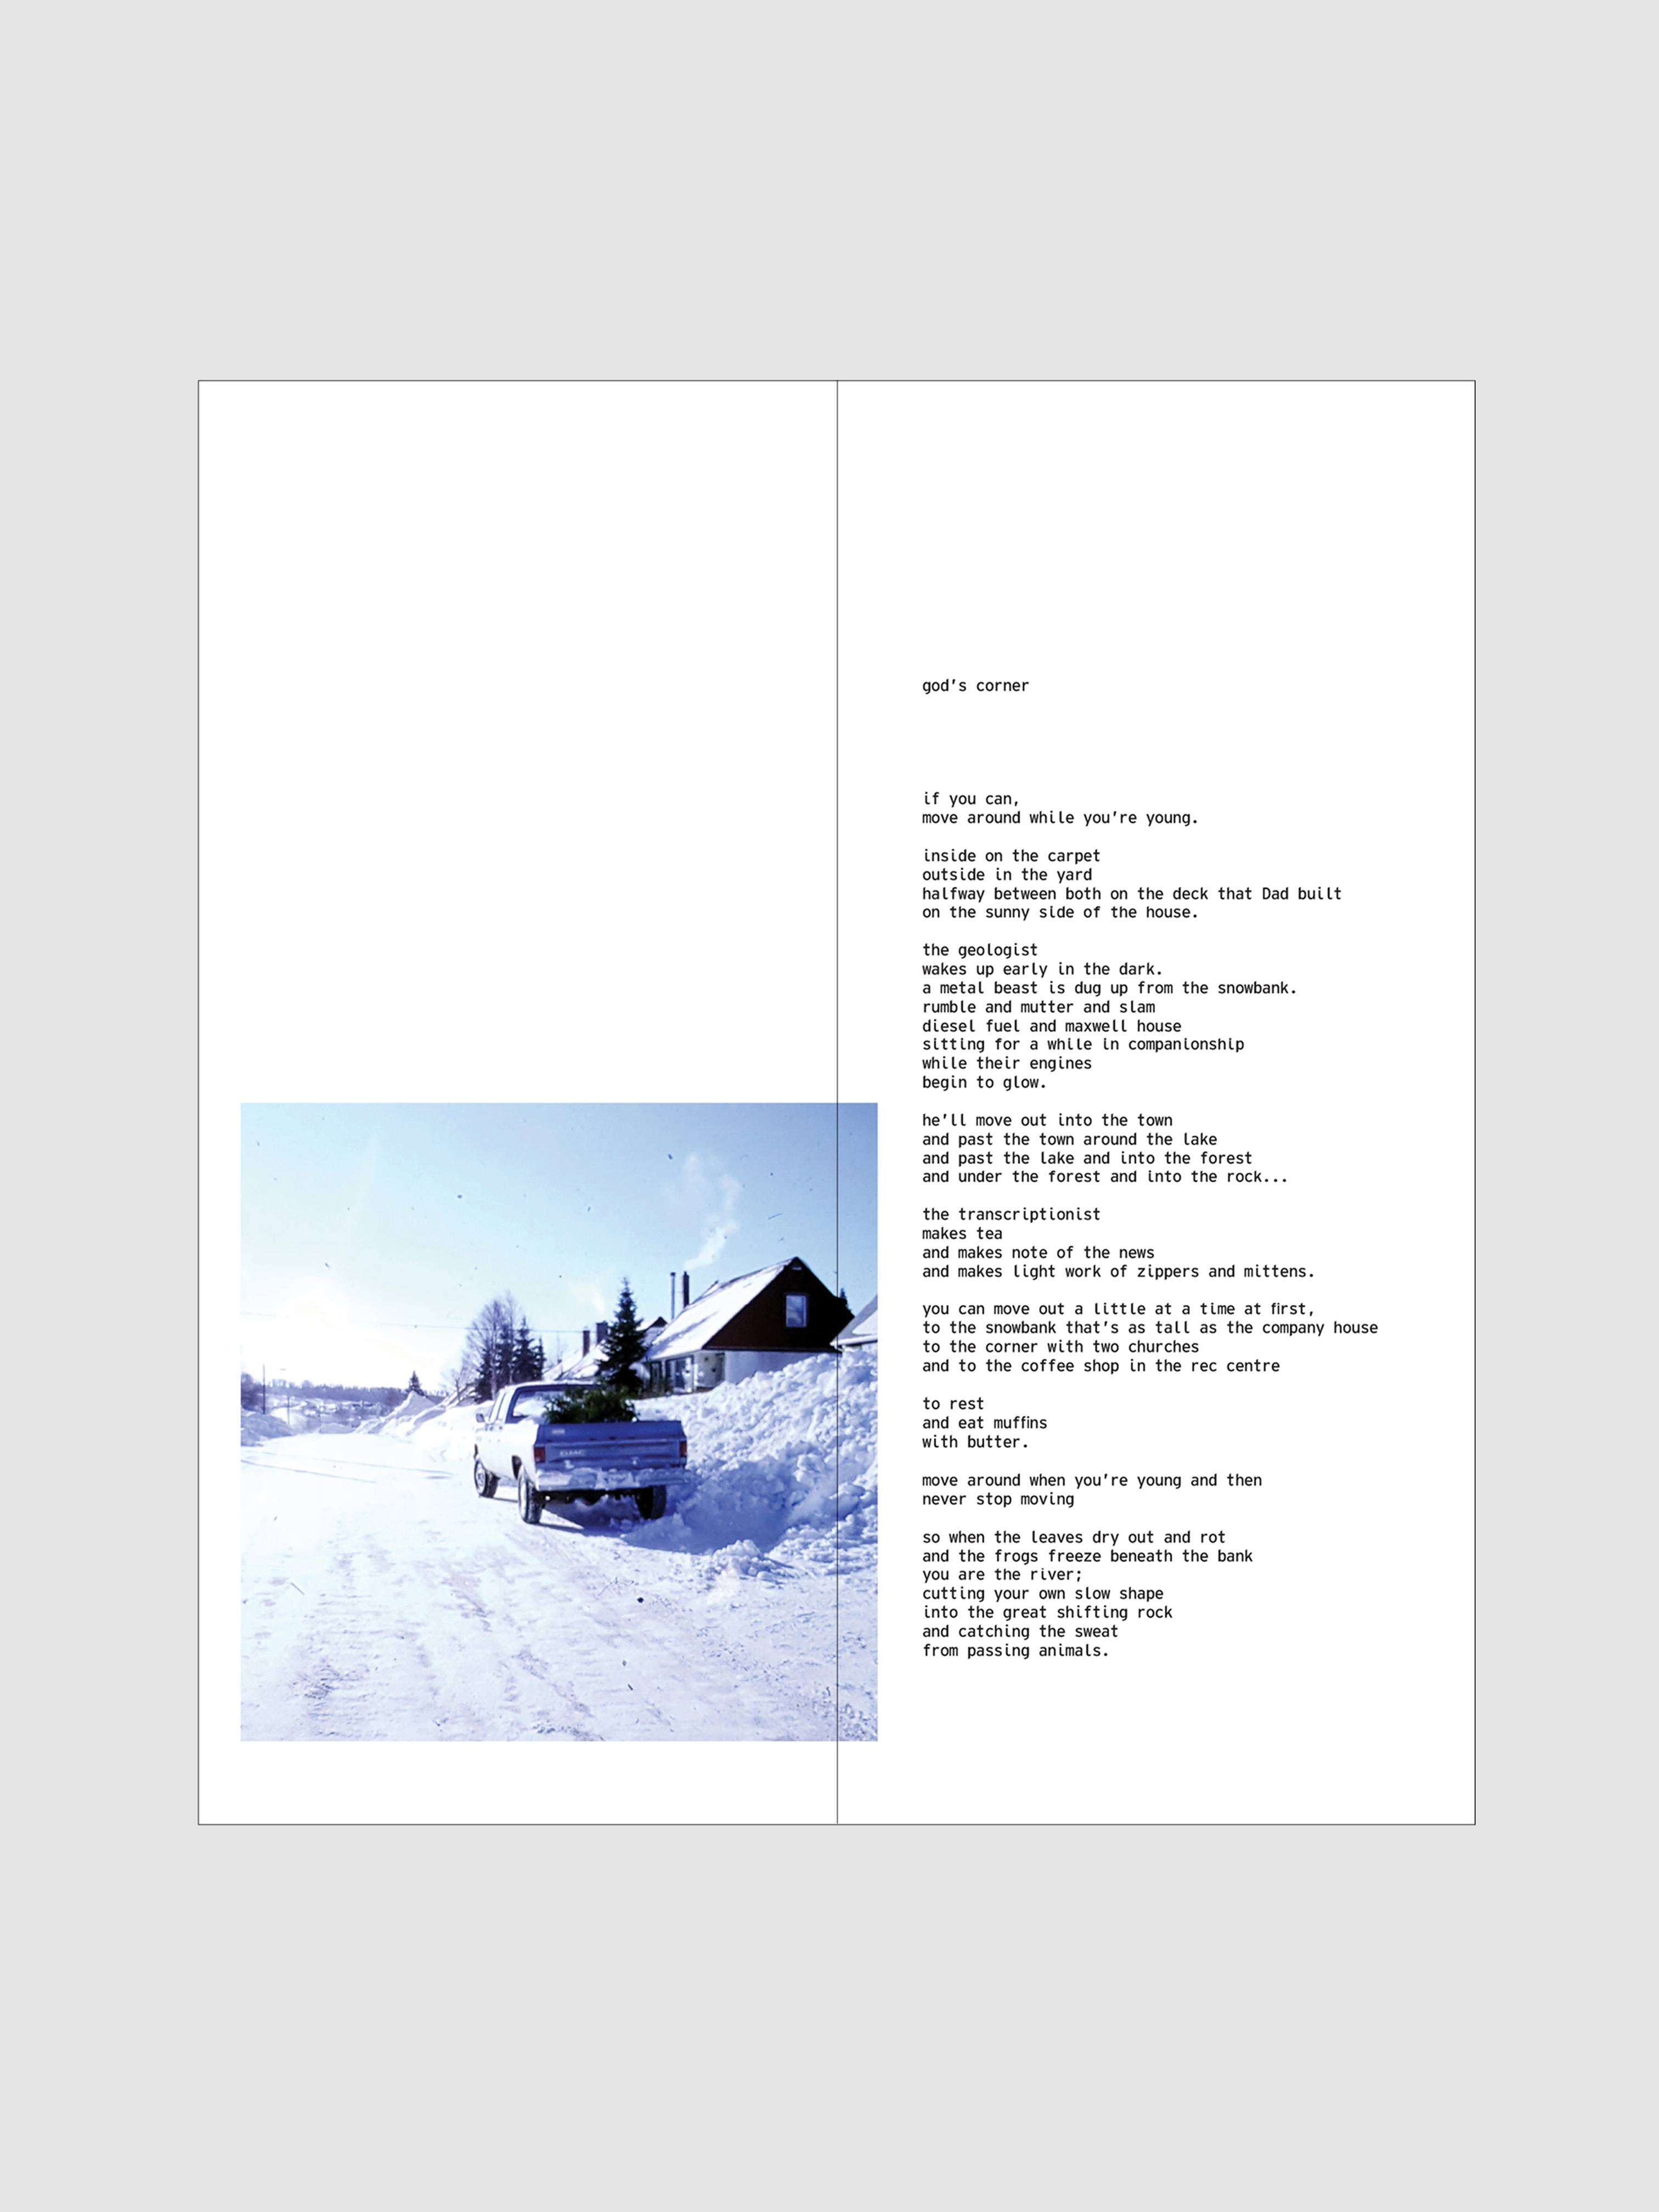 god's corner
if you can,
move around while you're young.
inside on the carpet
outside in the yard
halfway between both on the deck that Dad built
on the sunny side of the house.
the geologist
wakes up early in the dark.
a metal beast is dug up from the snowbank.
rumble and mutter and slam
diesel fuel and maxwell house
sitting for a while in companionship
while their engines
begin to glow.
he'll move out into the town
and past the town around the lake
and past the lake and into the forest
and under the forest and into the rock...
the transcriptionist
makes tea
and makes note of the news
and makes light work of zippers and mittens.
you can move out a little at a time at first,
to the snowbank that's as tall as the company house
to the corner with two churches
and to the coffee shop in the rec centre
to rest
and eat muffins
with butter.
move around when you're young and then
never stop moving
so when the leaves dry out and rot
and the frogs freeze beneath the bank
you are the river;
cutting your own slow shape
into the great shifting rock
and catching the sweat
from passing animals.
GMC